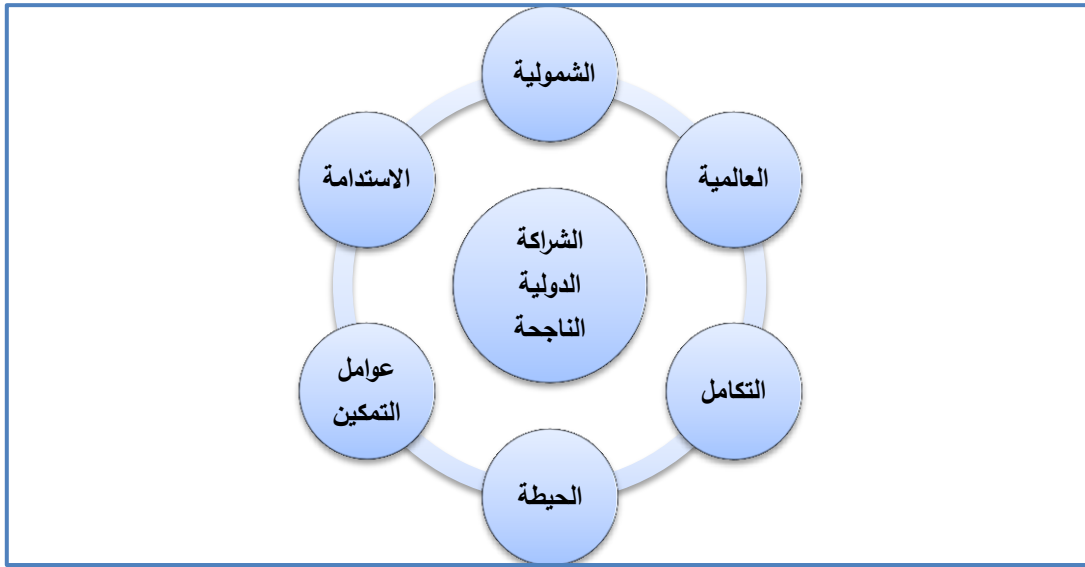 الشمولية
العالمية
التكامل
الحيطة
عوامل
التمكين
الاستدامة
الشراكة
الدولية
الناجحة